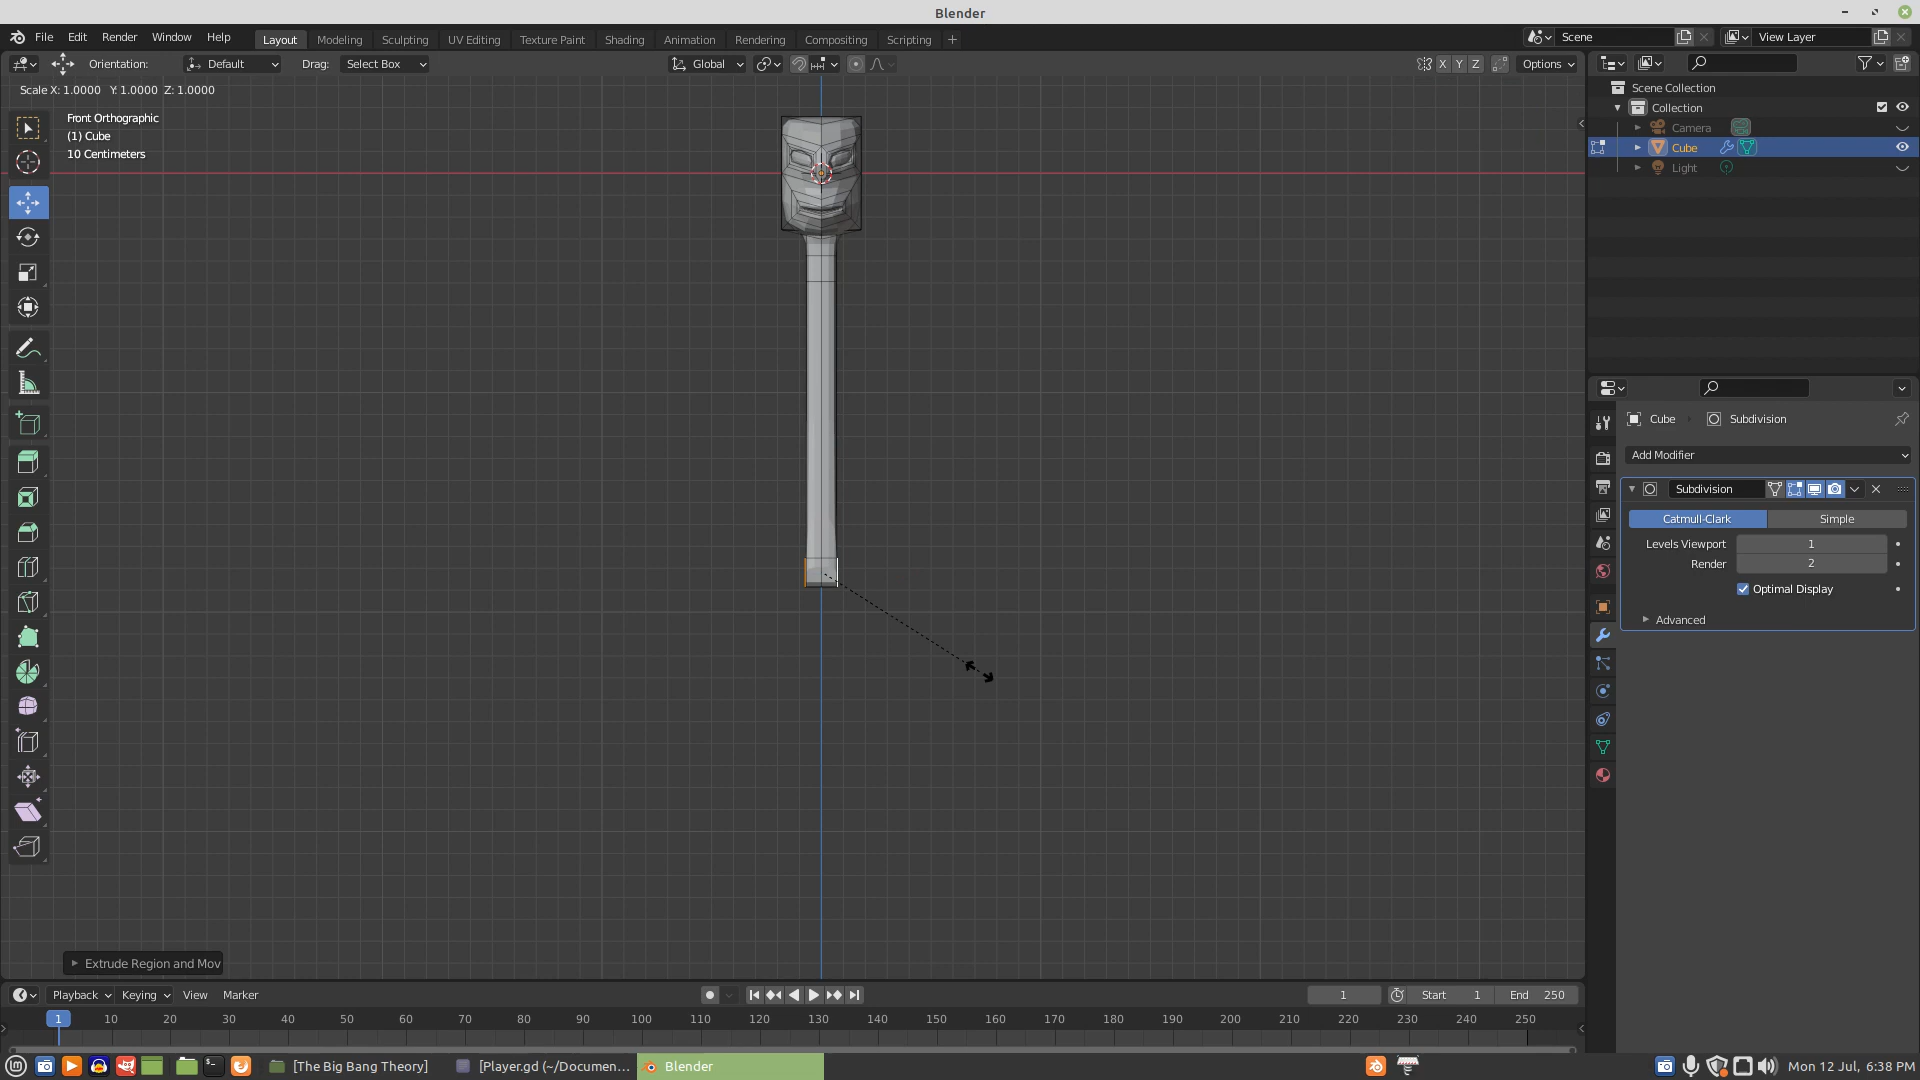 Blender
File Edit Render Window Help
Layout Modeling Sculpting UV Editing Texture Paint Shading Animation Rendering Compositing Scripting +
Scene
View Layer
Orientation: Default Drag: Select Box
Global
X Y Z Options
Scale X: 1.0000 Y: 1.0000 Z: 1.0000
Front Orthographic
(1) Cube
10 Centimeters
Scene Collection
Collection
Camera
Cube
Light
Cube Subdivision
Add Modifier
Subdivision
Catmull-Clark Simple
Levels Viewport 1
Render 2
Optimal Display
Advanced
Extrude Region and Mov
Playback Keying View Marker
1 Start 1 End 250
1 10 20 30 40 50 60 70 80 90 100 110 120 130 140 150 160 170 180 190 200 210 220 230 240 250
[The Big Bang Theory] [Player.gd (~/Documen... Blender Mon 12 Jul, 6:38 PM